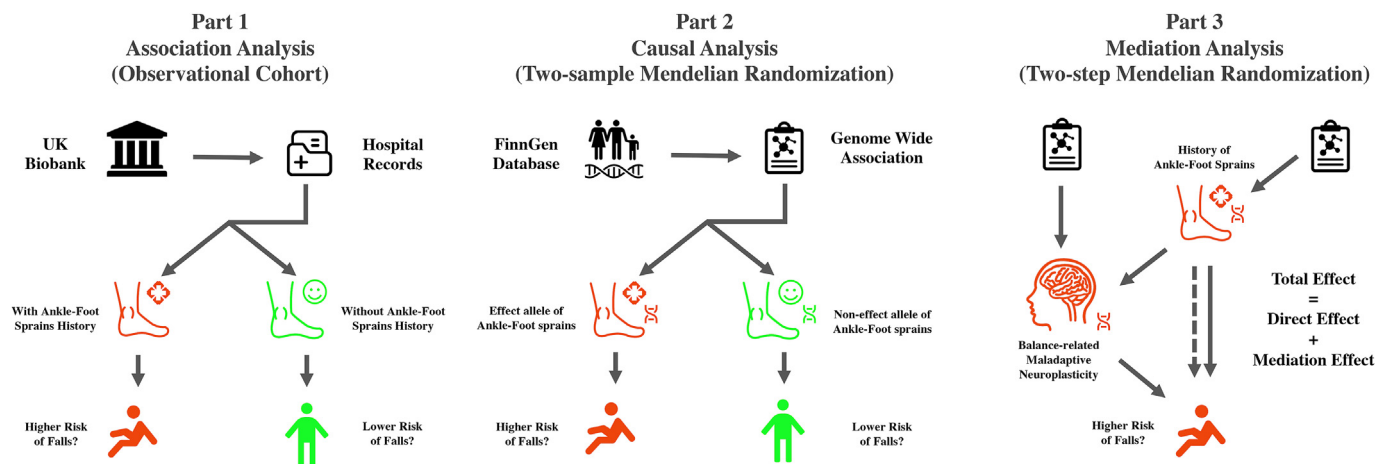 Part 1
Association Analysis
(Observational Cohort)
UK
Biobank
Hospital
Records
With Ankle-Foot
Sprains History
Without Ankle-Foot
Sprains History
Higher Risk
of Falls?
Lower Risk
of Falls?
Part 2
Causal Analysis
(Two-sample Mendelian Randomization)
FinnGen
Database
Genome Wide
Association
Effect allele of
Ankle-Foot sprains
Non-effect allele of
Ankle-Foot sprains
Higher Risk
of Falls?
Lower Risk
of Falls?
Part 3
Mediation Analysis
(Two-step Mendelian Randomization)
History of
Ankle-Foot Sprains
Balance-related
Maladaptive
Neuroplasticity
Total Effect
=
Direct Effect
+
Mediation Effect
Higher Risk
of Falls?